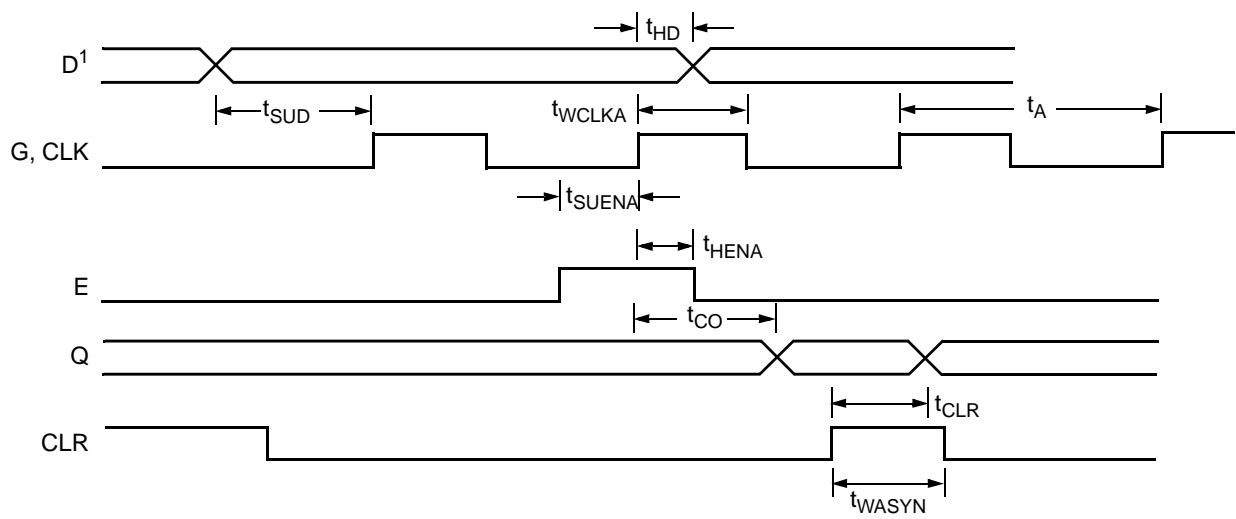 tHD
D1
tSUD
tWCLKA
tA
G, CLK
tSUENA
tHENA
E
tCO
Q
tCLR
CLR
tWASYN